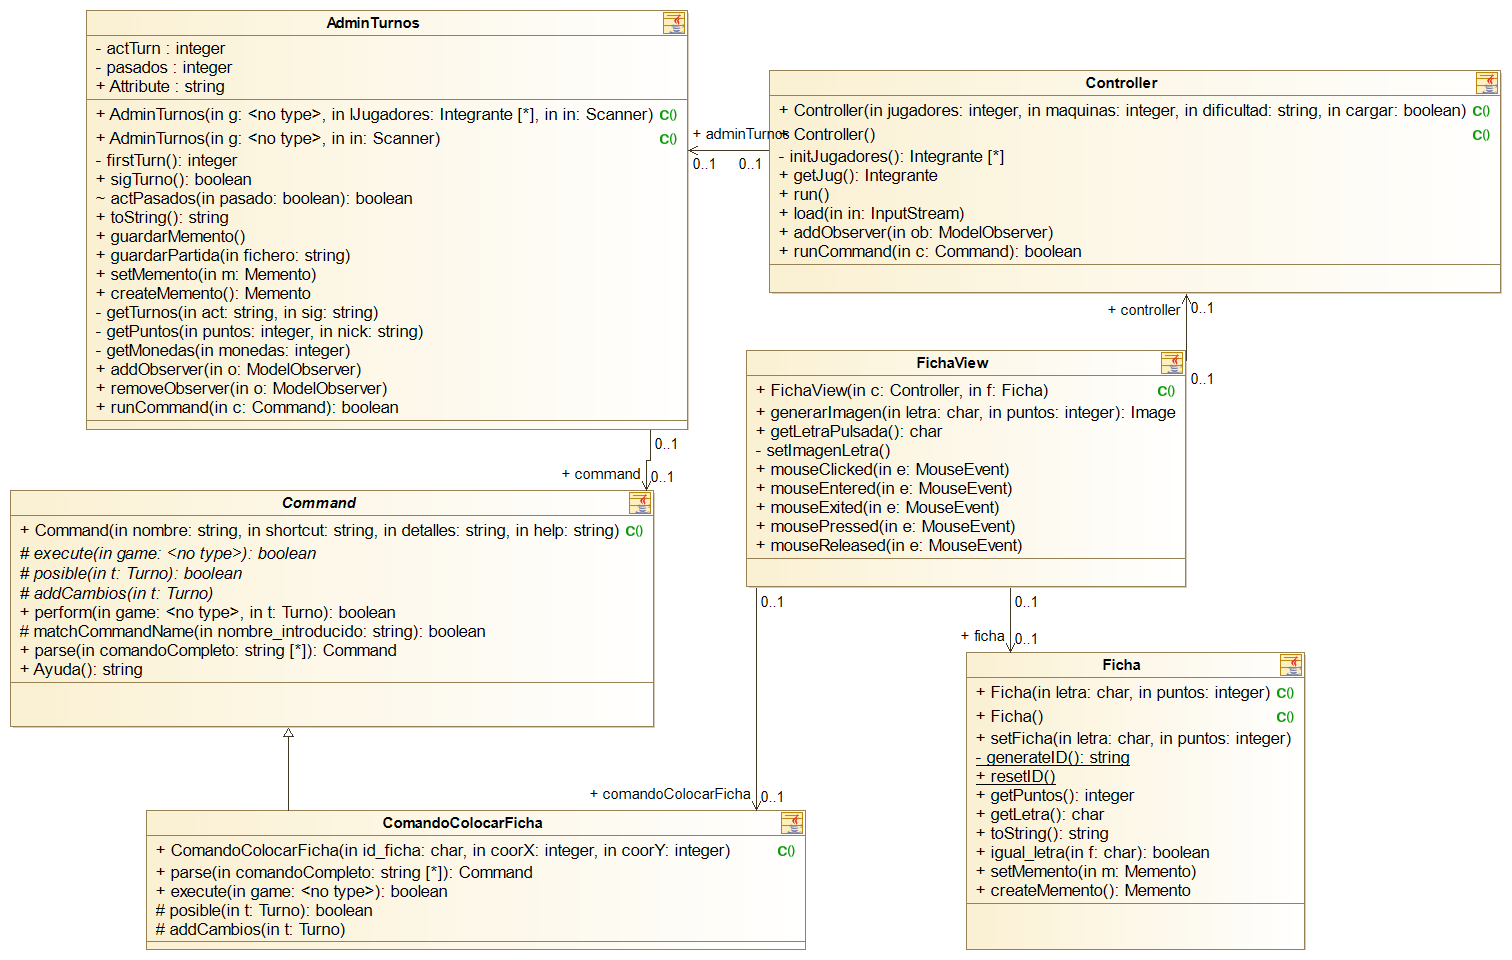 AdminTurnos
- actTurn : integer
- pasados : integer
+ Attribute : string
+ AdminTurnos(in g: <no type>, in lJugadores: Integrante [*], in in: Scanner) C()
+ AdminTurnos(in g: <no type>, in in: Scanner) C()
- firstTurn(): integer
+ sigTurno(): boolean
~ actPasados(in pasado: boolean): boolean
+ toString(): string
+ guardarMemento()
+ guardarPartida(in fichero: string)
+ setMemento(in m: Memento)
+ createMemento(): Memento
- getTurnos(in act: string, in sig: string)
- getPuntos(in puntos: integer, in nick: string)
- getMonedas(in monedas: integer)
+ addObserver(in o: ModelObserver)
+ removeObserver(in o: ModelObserver)
+ runCommand(in c: Command): boolean
+ adminTurnos
0..1
0..1
Controller
+ Controller(in jugadores: integer, in maquinas: integer, in dificultad: string, in cargar: boolean) C()
+ Controller() C()
- initJugadores(): Integrante [*]
+ getJug(): Integrante
+ run()
+ load(in in: InputStream)
+ addObserver(in ob: ModelObserver)
+ runCommand(in c: Command): boolean
+ controller
0..1
0..1
FichaView
+ FichaView(in c: Controller, in f: Ficha) C()
+ generarImagen(in letra: char, in puntos: integer): Image
+ getLetraPulsada(): char
- setImagenLetra()
+ mouseClicked(in e: MouseEvent)
+ mouseEntered(in e: MouseEvent)
+ mouseExited(in e: MouseEvent)
+ mousePressed(in e: MouseEvent)
+ mouseReleased(in e: MouseEvent)
0..1
+ command
0..1
Command
+ Command(in nombre: string, in shortcut: string, in detalles: string, in help: string) C()
# execute(in game: <no type>): boolean
# posible(in t: Turno): boolean
# addCambios(in t: Turno)
+ perform(in game: <no type>, in t: Turno): boolean
# matchCommandName(in nombre_introducido: string): boolean
+ parse(in comandoCompleto: string [*]): Command
+ Ayuda(): string
0..1
+ comandoColocarFicha
0..1
0..1
+ ficha
0..1
ComandoColocarFicha
+ ComandoColocarFicha(in id_ficha: char, in coorX: integer, in coorY: integer) C()
+ parse(in comandoCompleto: string [*]): Command
+ execute(in game: <no type>): boolean
# posible(in t: Turno): boolean
# addCambios(in t: Turno)
Ficha
+ Ficha(in letra: char, in puntos: integer) C()
+ Ficha() C()
+ setFicha(in letra: char, in puntos: integer)
- generateID(): string
+ resetID()
+ getPuntos(): integer
+ getLetra(): char
+ toString(): string
+ igual_letra(in f: char): boolean
+ setMemento(in m: Memento)
+ createMemento(): Memento